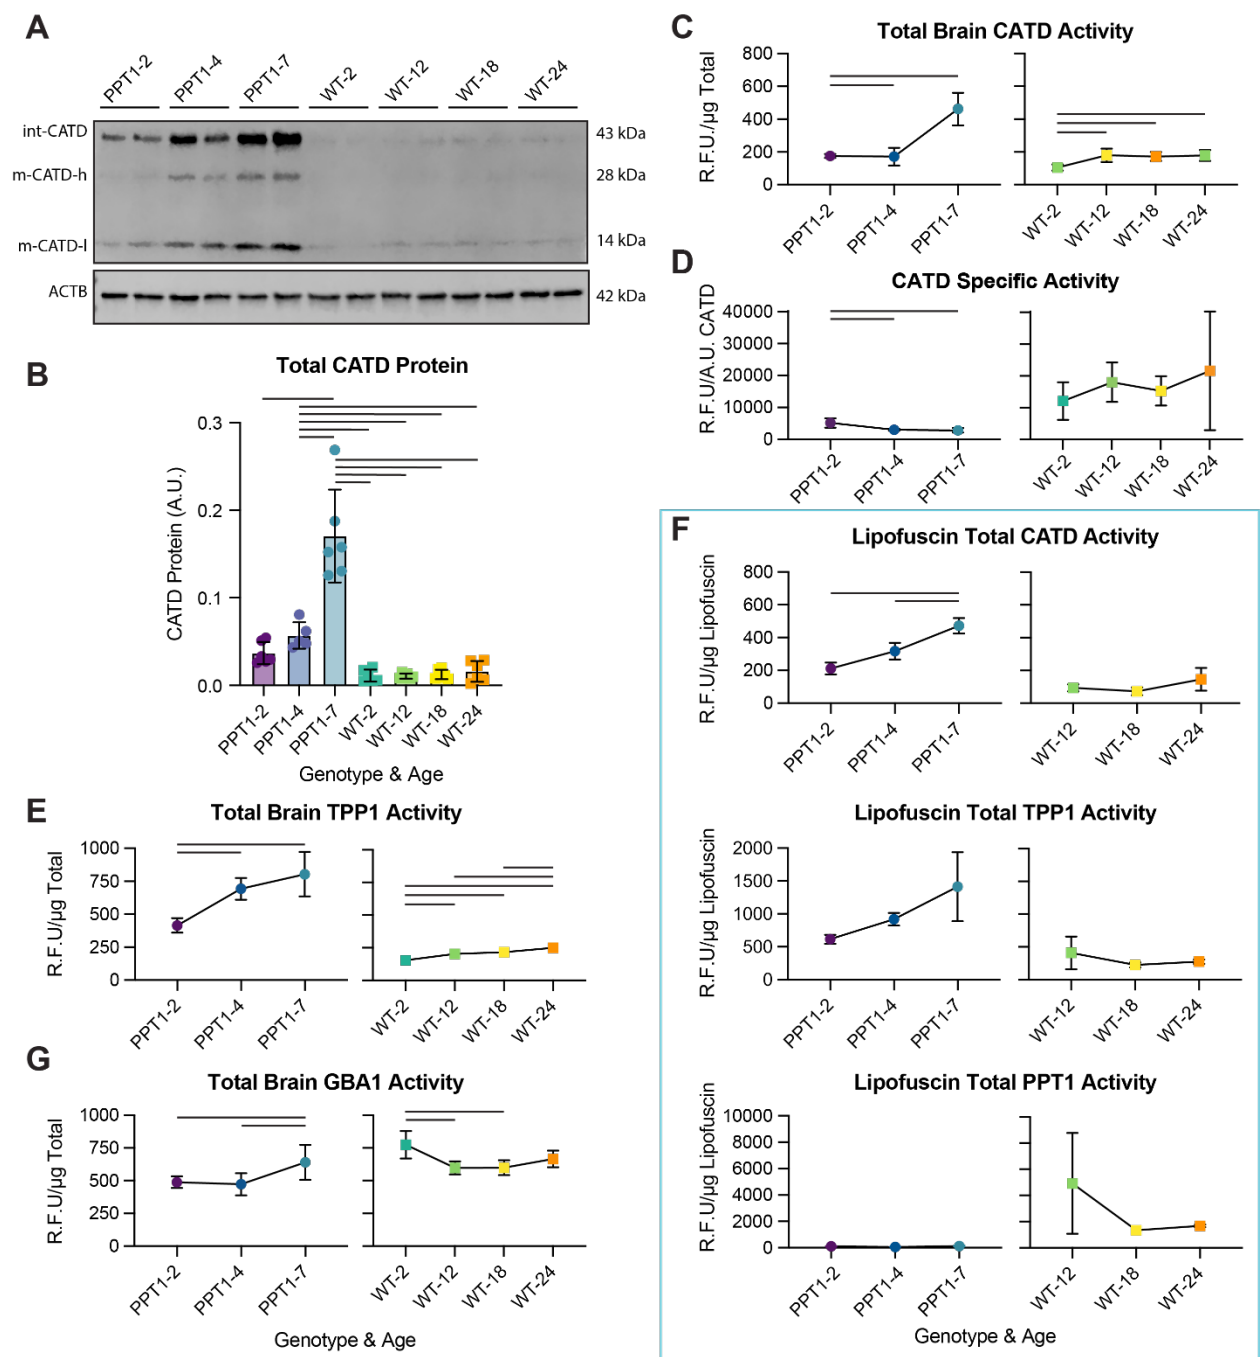 A
PPT1-2 PPT1-4 PPT1-7 WT-2 WT-12 WT-18 WT-24
int-CATD 43 kDa
m-CATD-h 28 kDa
m-CATD-l 14 kDa
ACTB 42 kDa
B
Total CATD Protein
CATD Protein (A.U.)
0.3
0.2
0.1
0.0
PPT1-2 PPT1-4 PPT1-7 WT-2 WT-12 WT-18 WT-24
Genotype & Age
C
Total Brain CATD Activity
R.F.U./µg Total
800
600
400
200
0
PPT1-2 PPT1-4 PPT1-7 WT-2 WT-12 WT-18 WT-24
D
CATD Specific Activity
R.F.U/A.U. CATD
40000
30000
20000
10000
0
PPT1-2 PPT1-4 PPT1-7 WT-2 WT-12 WT-18 WT-24
E
Total Brain TPP1 Activity
R.F.U/µg Total
1000
750
500
250
0
PPT1-2 PPT1-4 PPT1-7 WT-2 WT-12 WT-18 WT-24
F
Lipofuscin Total CATD Activity
R.F.U/µg Lipofuscin
800
600
400
200
0
PPT1-2 PPT1-4 PPT1-7 WT-12 WT-18 WT-24
Lipofuscin Total TPP1 Activity
R.F.U/µg Lipofuscin
2000
1500
1000
500
0
PPT1-2 PPT1-4 PPT1-7 WT-12 WT-18 WT-24
Lipofuscin Total PPT1 Activity
R.F.U/µg Lipofuscin
10000
8000
6000
4000
2000
0
PPT1-2 PPT1-4 PPT1-7 WT-12 WT-18 WT-24
Genotype & Age
G
Total Brain GBA1 Activity
R.F.U/µg Total
1000
750
500
250
0
PPT1-2 PPT1-4 PPT1-7 WT-2 WT-12 WT-18 WT-24
Genotype & Age